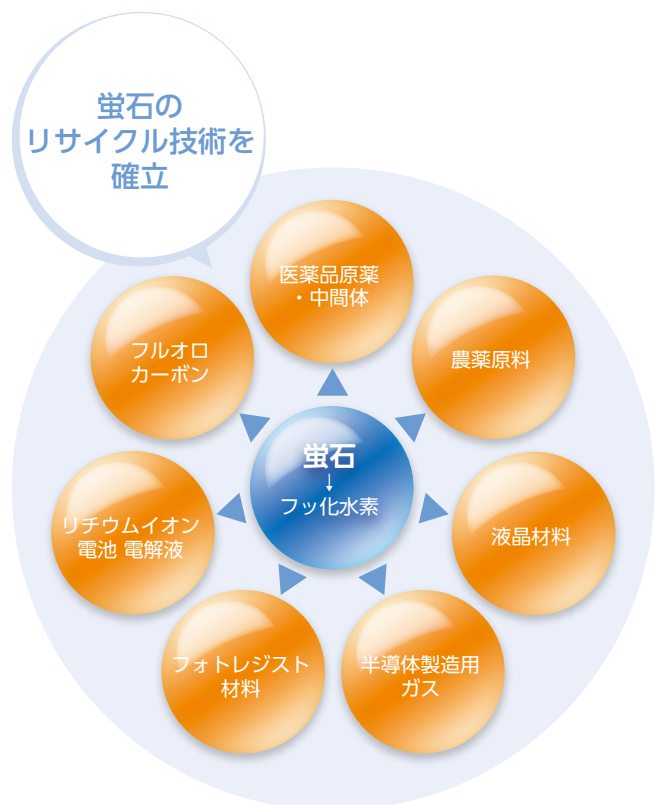 蛍石の
リサイクル技術を
確立
医薬品原薬
・中間体
フルオロ
カーボン
農薬原料
蛍石
↓
フッ化水素
リチウムイオン
電池 電解液
液晶材料
フォトレジスト
材料
半導体製造用
ガス